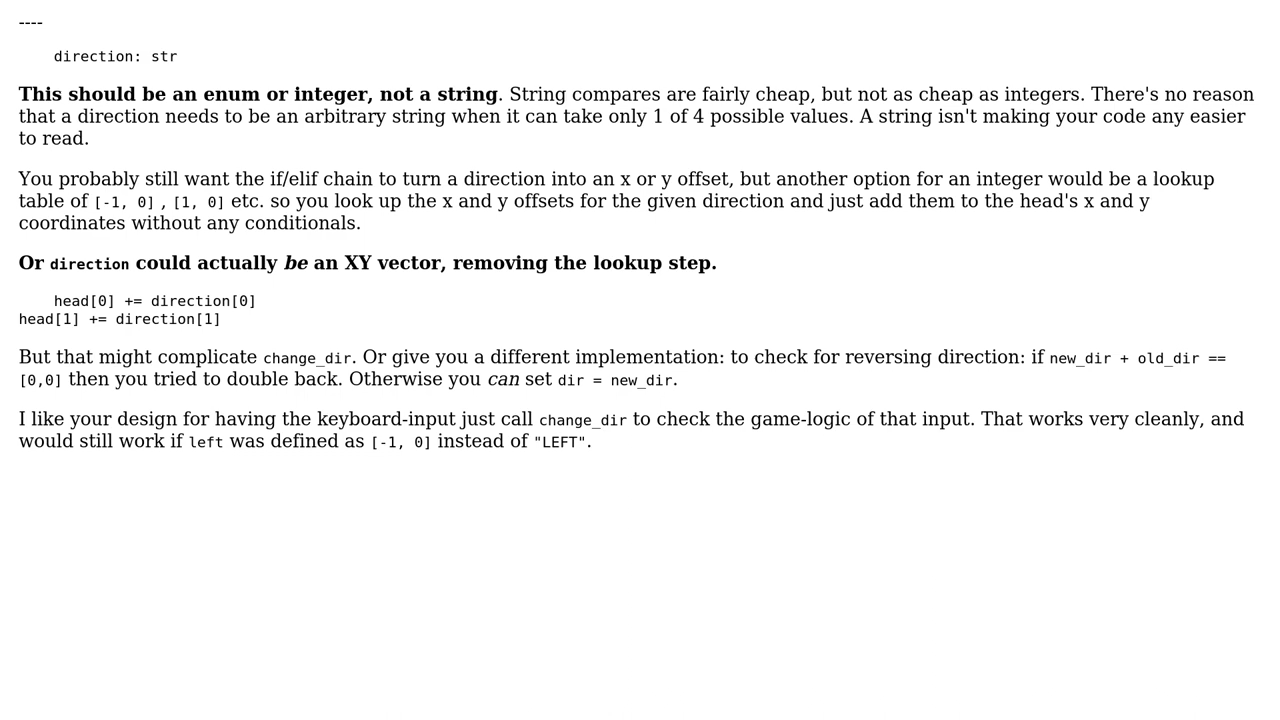 ----
direction: str
This should be an enum or integer, not a string. String compares are fairly cheap, but not as cheap as integers. There's no reason
that a direction needs to be an arbitrary string when it can take only 1 of 4 possible values. A string isn't making your code any easier
to read.
You probably still want the if/elif chain to turn a direction into an x or y offset, but another option for an integer would be a lookup
table of [-1, 0] , [1, 0] etc. so you look up the x and y offsets for the given direction and just add them to the head's x and y
coordinates without any conditionals.
Or direction could actually be an XY vector, removing the lookup step.
head[0] += direction[0]
head[1] += direction[1]
But that might complicate change_dir. Or give you a different implementation: to check for reversing direction: if new_dir + old_dir ==
[0,0] then you tried to double back. Otherwise you can set dir = new_dir.
I like your design for having the keyboard-input just call change_dir to check the game-logic of that input. That works very cleanly, and
would still work if left was defined as [-1, 0] instead of "LEFT".